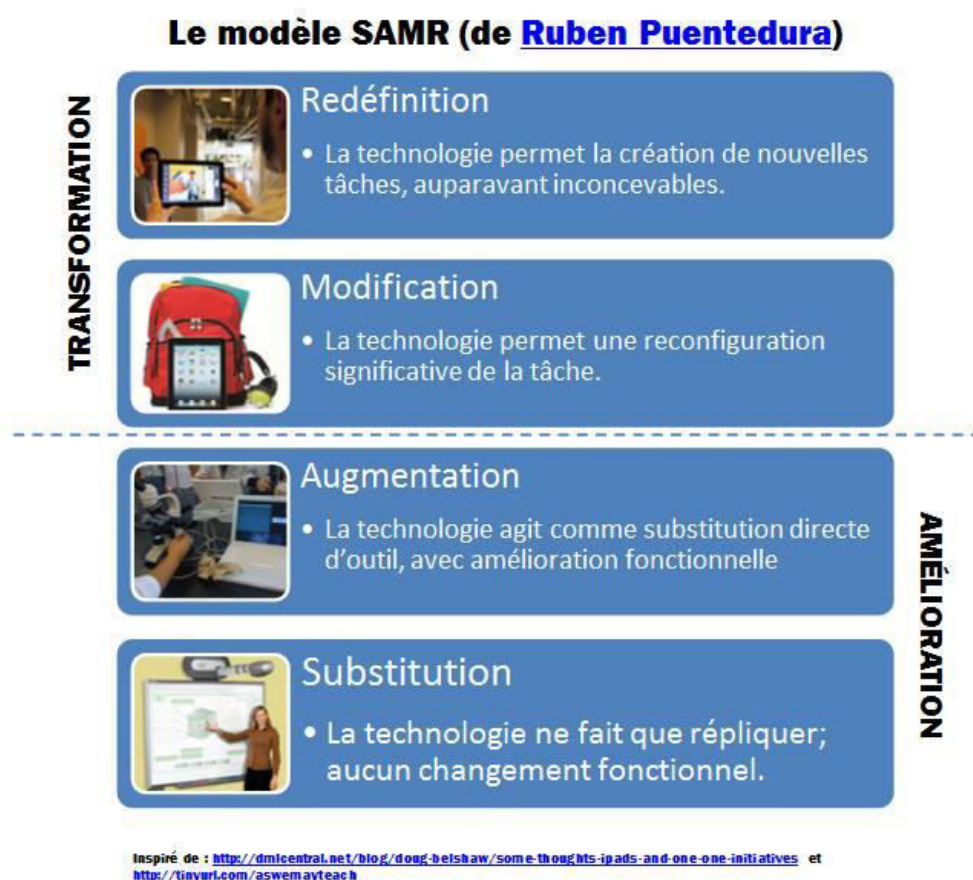 Le modèle SAMR (de Ruben Puentedura)
TRANSFORMATION
Redéfinition
• La technologie permet la création de nouvelles
tâches, auparavant inconcevables.
Modification
• La technologie permet une reconfiguration
significative de la tâche.
AMÉLIORATION
Augmentation
• La technologie agit comme substitution directe
d'outil, avec amélioration fonctionnelle
Substitution
• La technologie ne fait que répliquer;
aucun changement fonctionnel.
Inspiré de : http://dmlcentral.net/blog/doug-belshaw/some-thoughts-ipads-and-one-one-initiatives et
http://tinyurl.com/aswemayteach